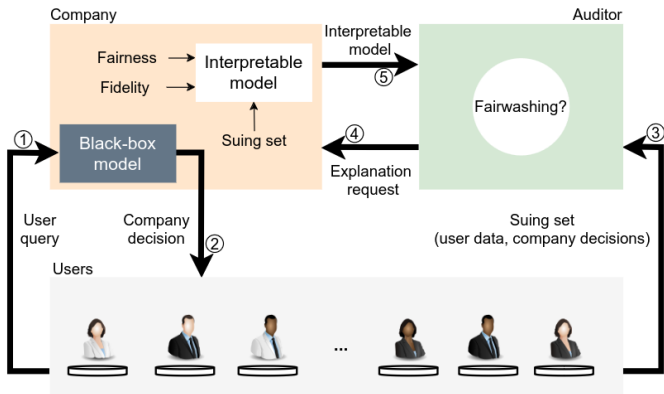 Company
Auditor
Fairness
Fidelity
Interpretable
model
Suing set
Interpretable
model
⑤
Fairwashing?
①
Black-box
model
④
Explanation
request
③
User
query
Company
decision
②
Suing set
(user data, company decisions)
Users
...